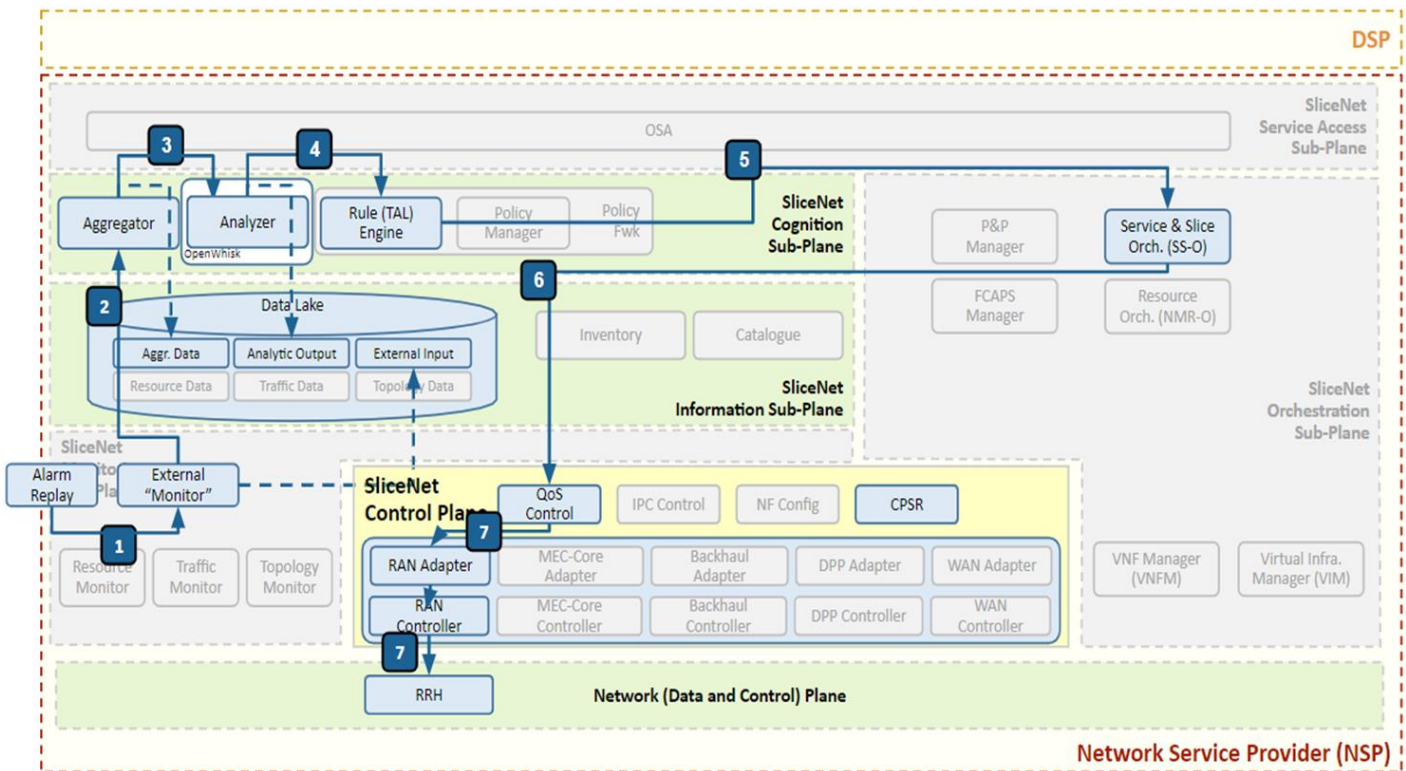 DSP
SliceNet
Service Access
Sub-Plane
OSA
3
4
5
Aggregator
Analyzer
OpenWhisk
Rule (TAL)
Engine
Policy
Manager
Policy
Fwk
SliceNet
Cognition
Sub-Plane
P&P
Manager
Service & Slice
Orch. (SS-O)
2
6
Data Lake
Aggr. Data
Analytic Output
External Input
Resource Data
Traffic Data
Topology Data
Inventory
Catalogue
SliceNet
Information Sub-Plane
FCAPS
Manager
Resource
Orch. (NMR-O)
SliceNet
Orchestration
Sub-Plane
SliceNet
Alarm
Replay
External
"Monitor"
1
Resource
Monitor
Traffic
Monitor
Topology
Monitor
SliceNet
Control Plane
QoS
Control
IPC Control
NF Config
CPSR
7
RAN Adapter
MEC-Core
Adapter
Backhaul
Adapter
DPP Adapter
WAN Adapter
RAN
Controller
MEC-Core
Controller
Backhaul
Controller
DPP Controller
WAN
Controller
VNF Manager
(VNFM)
Virtual Infra.
Manager (VIM)
7
RRH
Network (Data and Control) Plane
Network Service Provider (NSP)